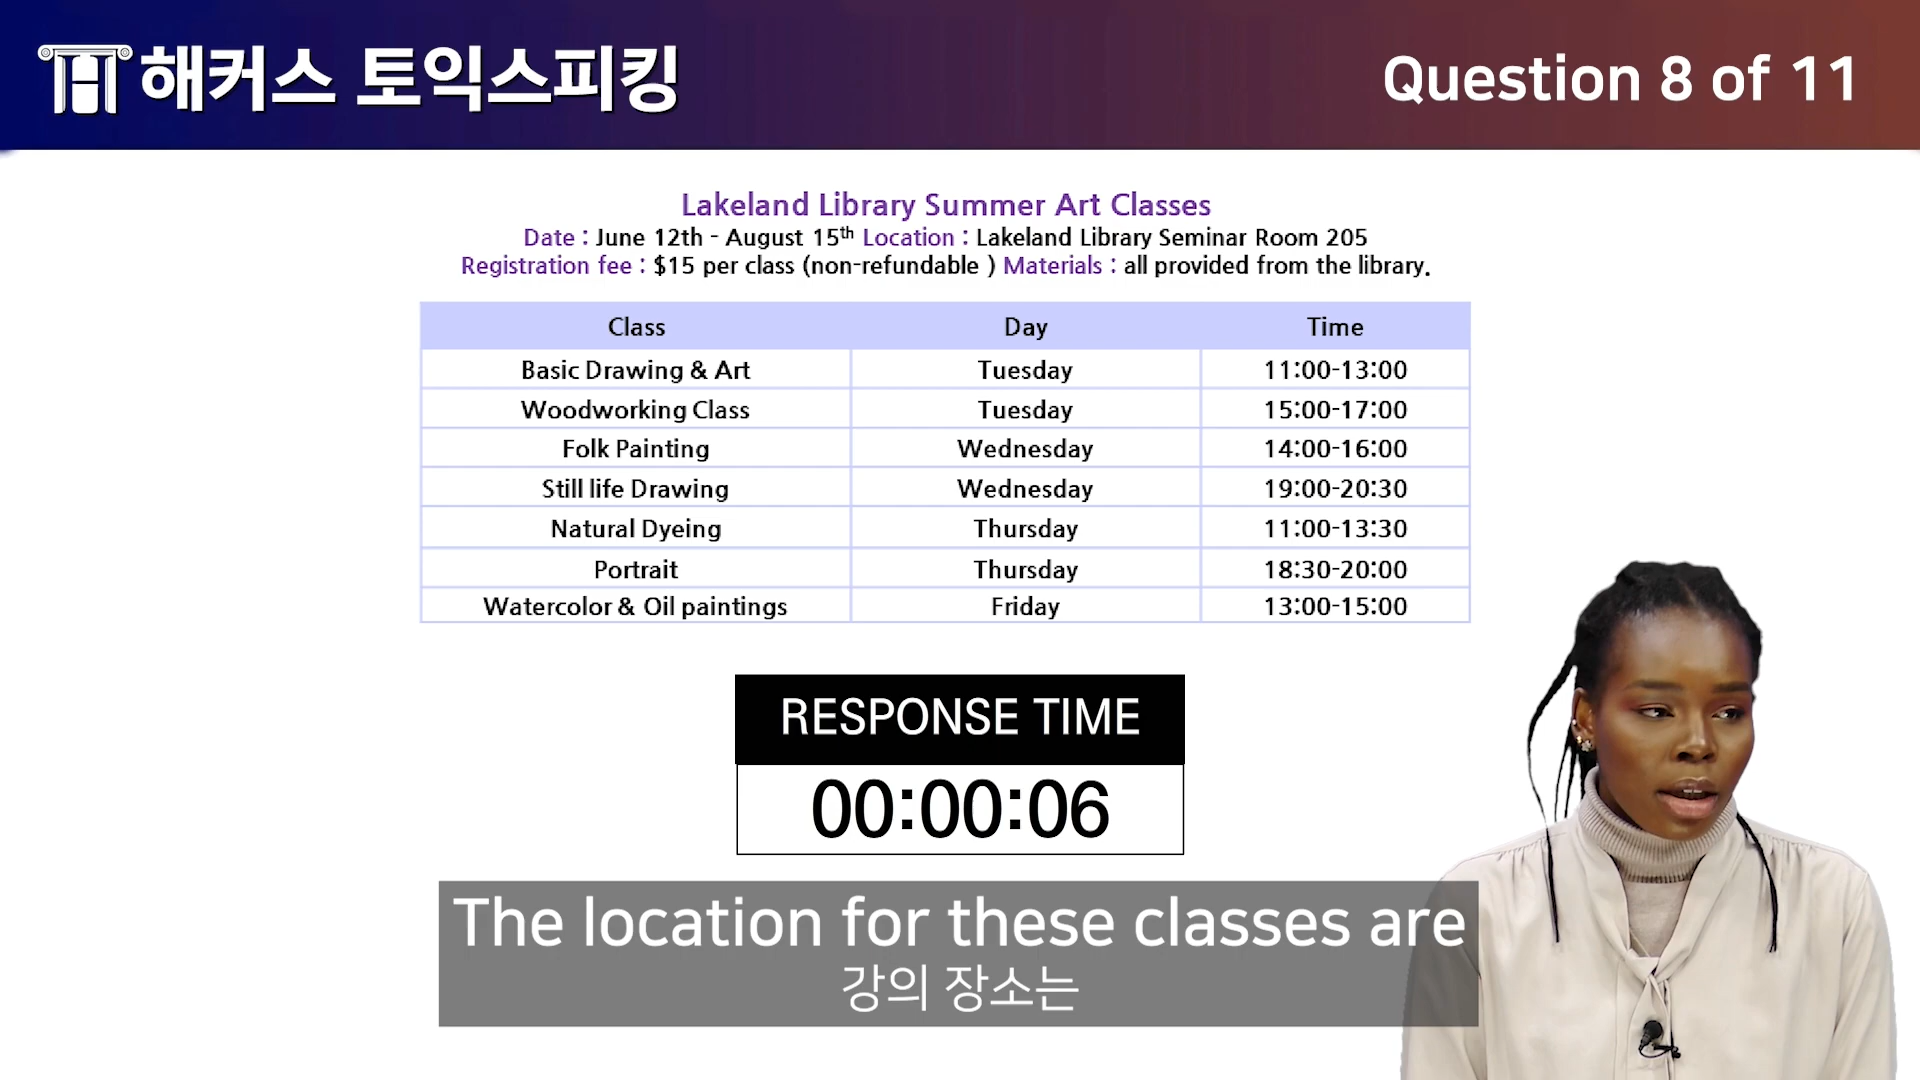 해커스 토익스피킹
Question 8 of 11
Lakeland Library Summer Art Classes
Date : June 12th - August 15th Location : Lakeland Library Seminar Room 205
Registration fee : $15 per class (non-refundable ) Materials : all provided from the library.
Class Day Time
Basic Drawing & Art Tuesday 11:00-13:00
Woodworking Class Tuesday 15:00-17:00
Folk Painting Wednesday 14:00-16:00
Still life Drawing Wednesday 19:00-20:30
Natural Dyeing Thursday 11:00-13:30
Portrait Thursday 18:30-20:00
Watercolor & Oil paintings Friday 13:00-15:00
RESPONSE TIME
00:00:06
The location for these classes are
강의 장소는